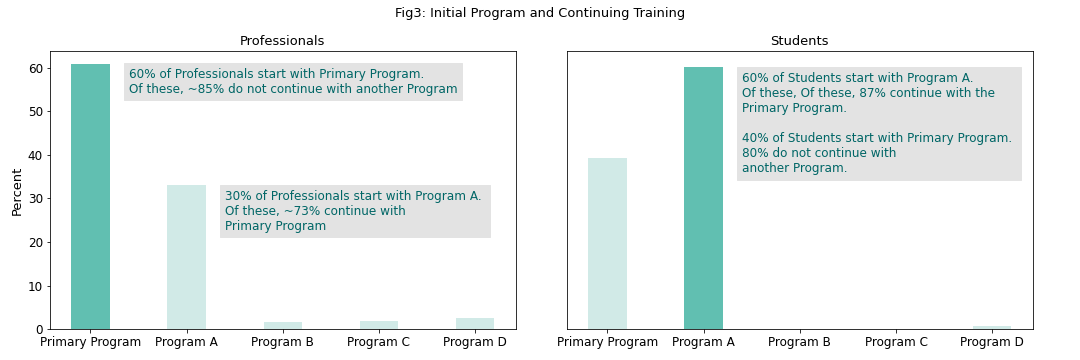 Fig3: Initial Program and Continuing Training
Professionals
Percent
60
50
40
30
20
10
0
60% of Professionals start with Primary Program.
Of these, ~85% do not continue with another Program
30% of Professionals start with Program A.
Of these, ~73% continue with
Primary Program
Primary Program
Program A
Program B
Program C
Program D
Students
60% of Students start with Program A.
Of these, Of these, 87% continue with the
Primary Program.
40% of Students start with Primary Program.
80% do not continue with
another Program.
Primary Program
Program A
Program B
Program C
Program D